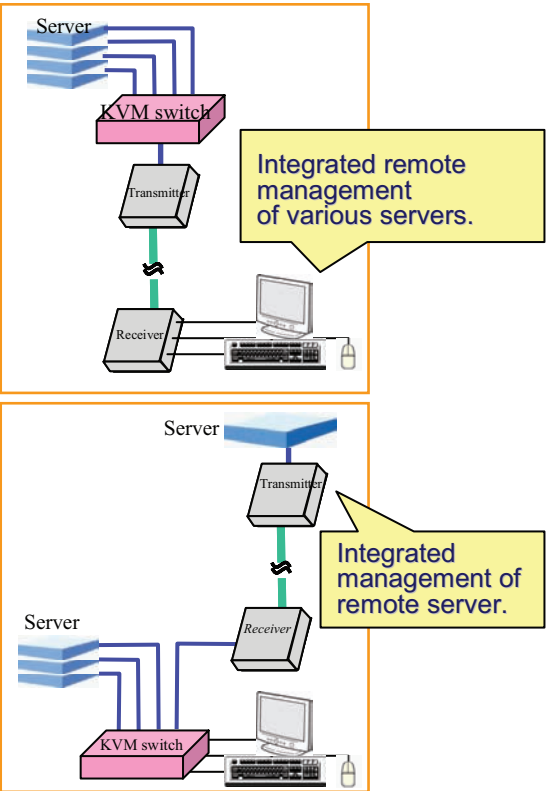 Server
KVM switch
Transmitter
Integrated remote
management
of various servers.
Receiver
Server
Transmitter
Integrated
management of
remote server.
Receiver
Server
KVM switch